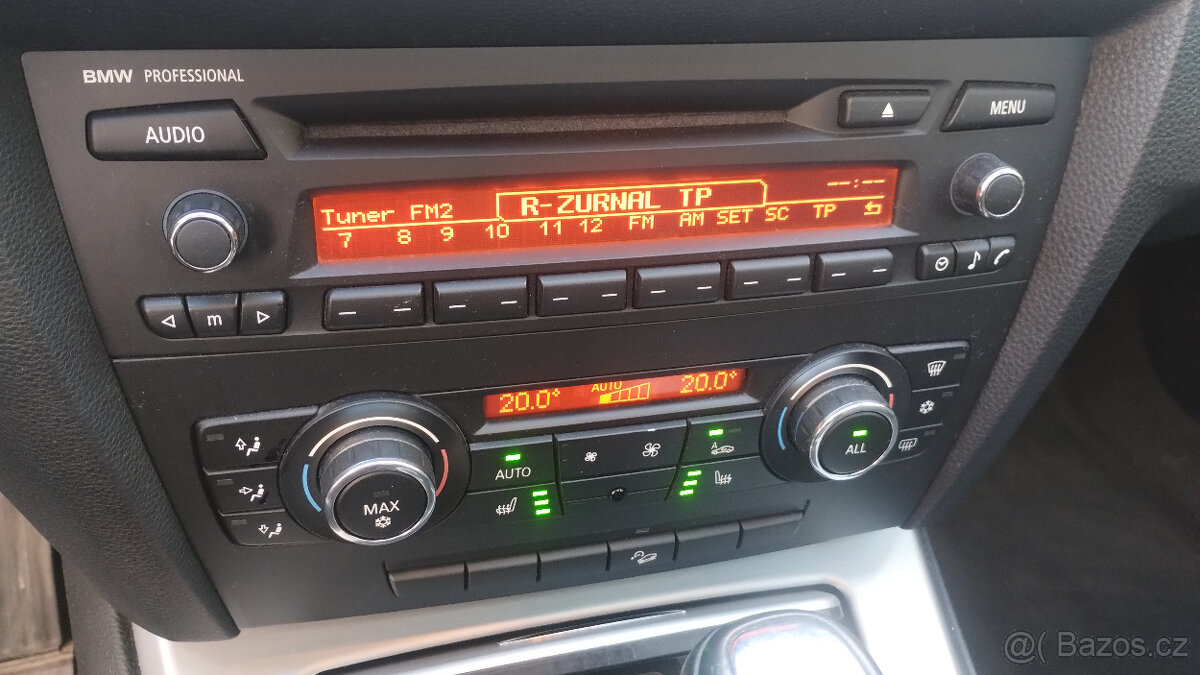 BMW PROFESSIONAL
AUDIO
MENU
Tuner FM2 R-ZURNAL TP --:--
7 8 9 10 11 12 FM AM SET SC TP
m
20.0° AUTO 20.0°
MAX
AUTO
A
ALL
@( Bazos.cz